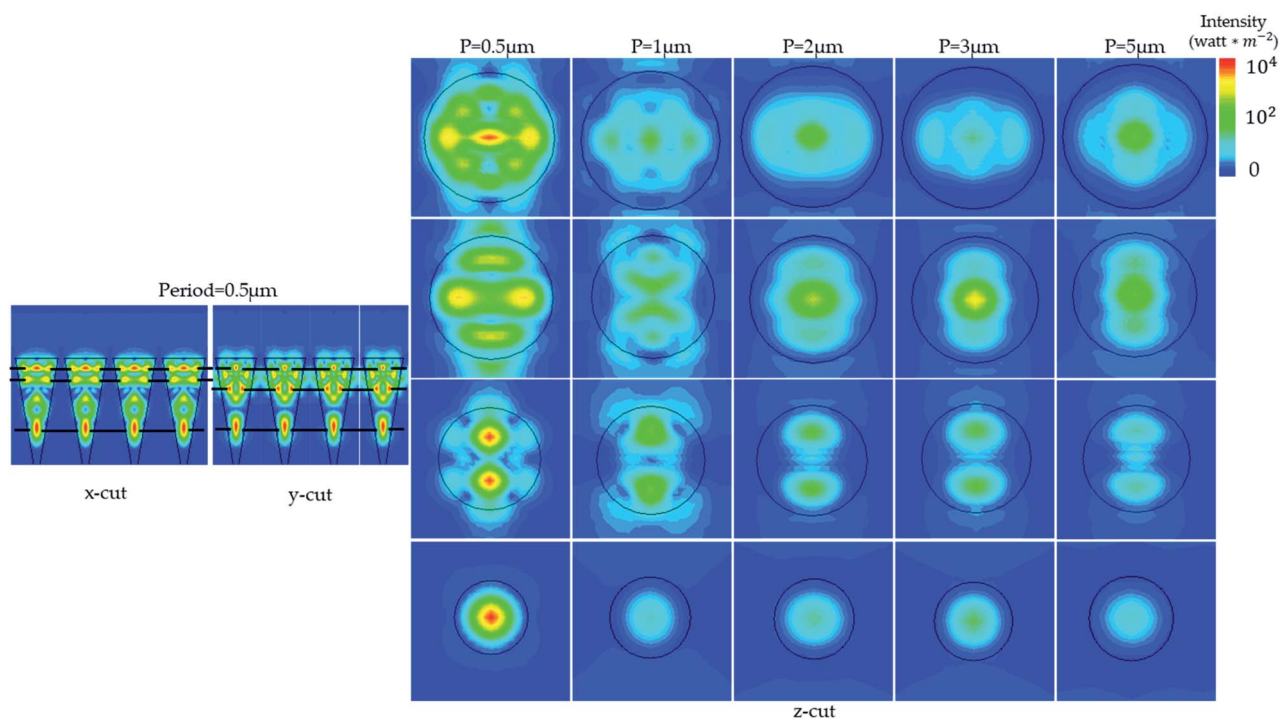 Intensity
(watt * m⁻²)
P=0.5µm
P=1µm
P=2µm
P=3µm
P=5µm
10⁴
10²
0
Period=0.5µm
x-cut
y-cut
z-cut